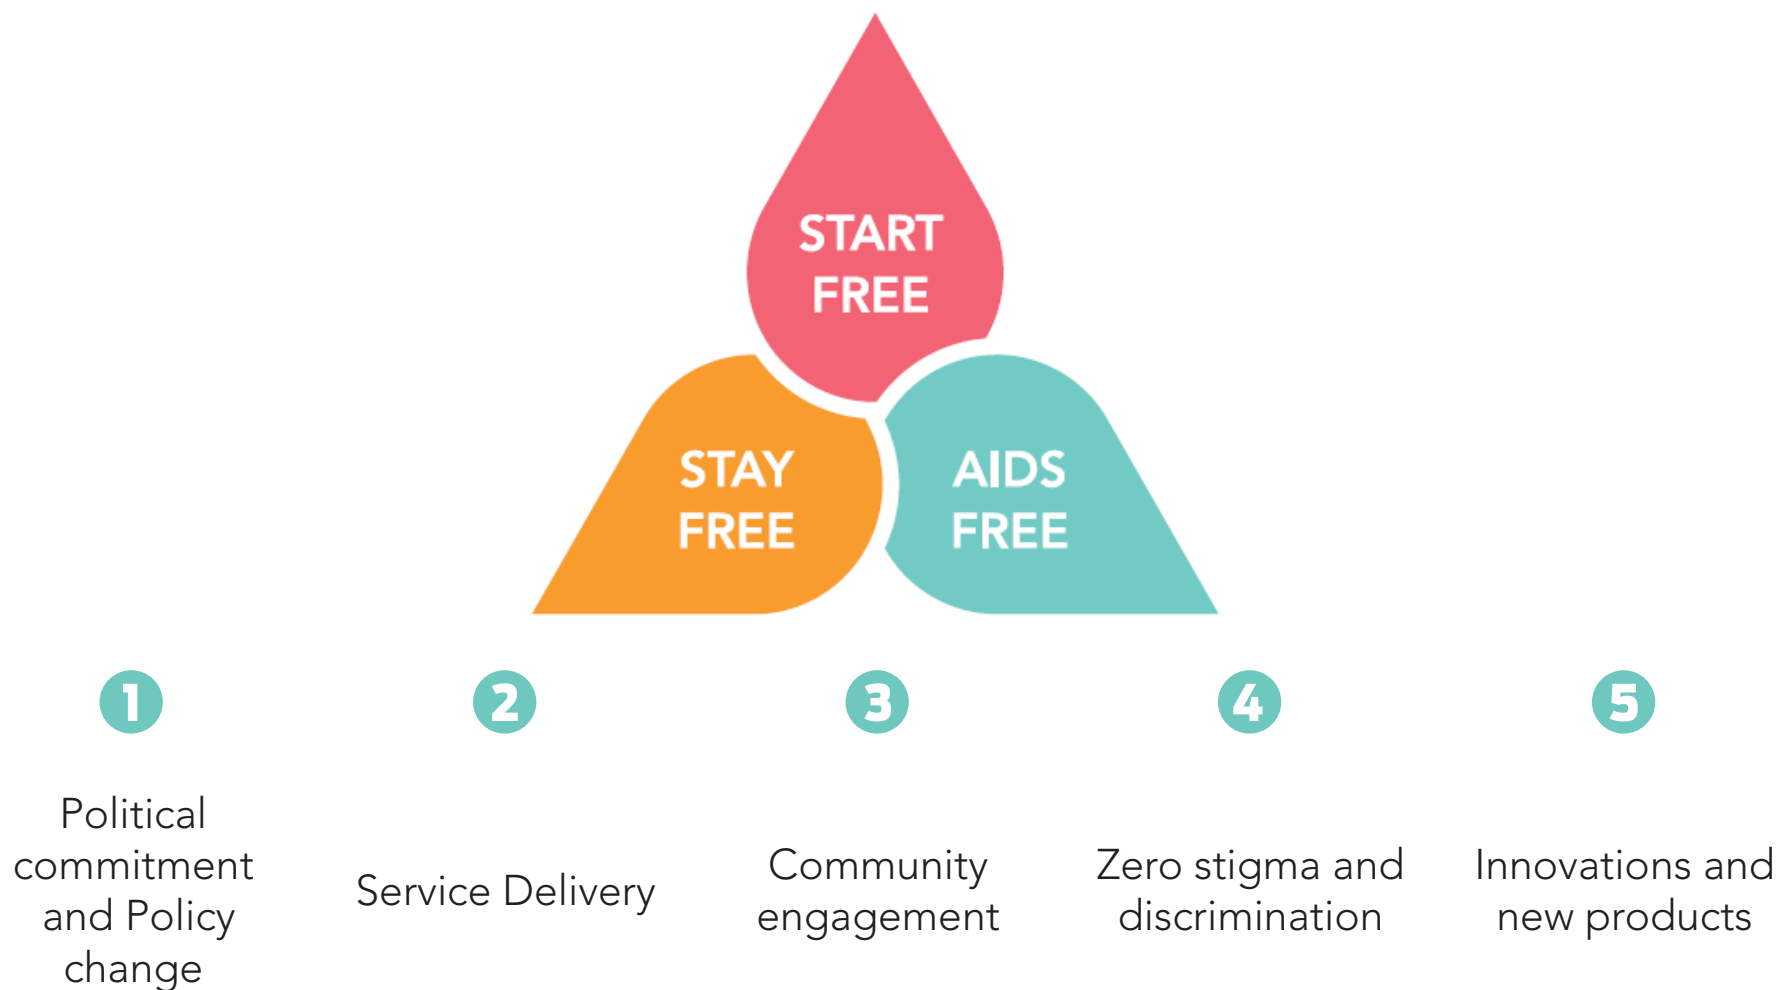 START
FREE
STAY
FREE
AIDS
FREE
1
2
3
4
5
Political
commitment
and Policy
change
Service Delivery
Community
engagement
Zero stigma and
discrimination
Innovations and
new products